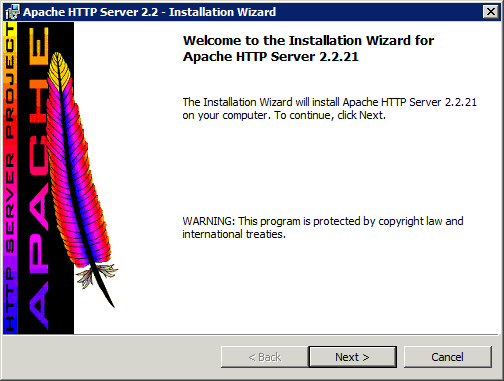 Apache HTTP Server 2.2 - Installation Wizard
HTTP SERVER PROJECT
APACHE
Welcome to the Installation Wizard for
Apache HTTP Server 2.2.21
The Installation Wizard will install Apache HTTP Server 2.2.21
on your computer. To continue, click Next.
WARNING: This program is protected by copyright law and
international treaties.
< Back
Next >
Cancel